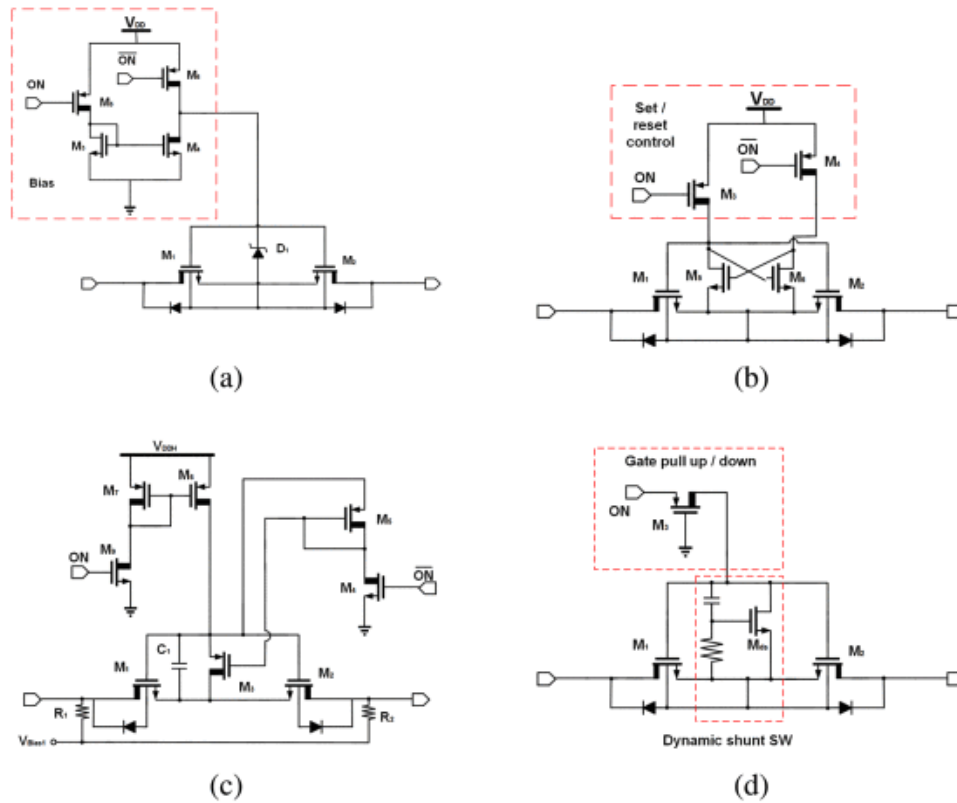 VDD
ON
ON
M6
M5
M3
M4
Bias
M1
D1
M2
(a)
Set /
reset
control
VDD
ON
ON
M4
M3
M1
M5
M6
M2
(b)
VDDH
M7
M8
M5
ON
M9
ON
M4
M1
C1
M3
M2
R1
R2
VBias1
(c)
Gate pull up / down
ON
M3
M1
M2
Dynamic shunt SW
(d)